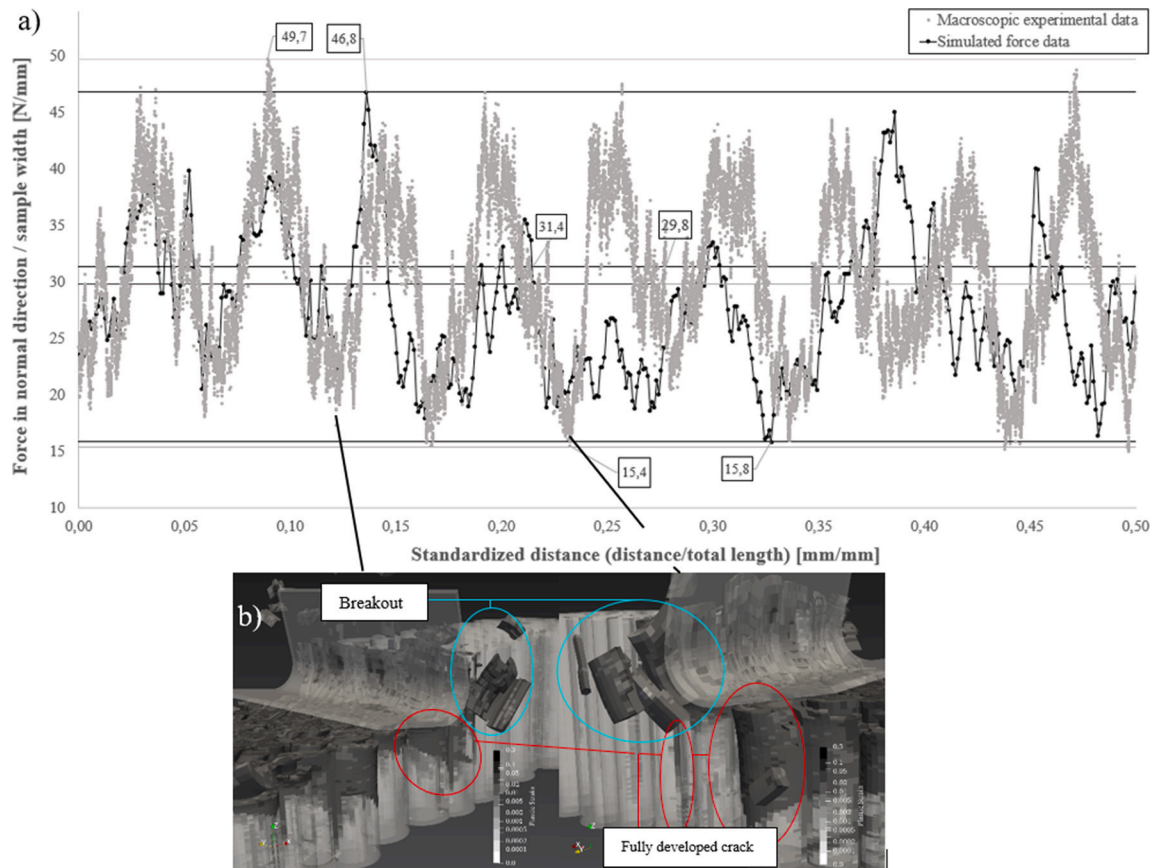 a)
Macroscopic experimental data
Simulated force data
49,7
46,8
31,4
29,8
15,4
15,8
Force in normal direction / sample width [N/mm]
50
45
40
35
30
25
20
15
10
0,00 0,05 0,10 0,15 0,20 0,25 0,30 0,35 0,40 0,45 0,50
Standardized distance (distance/total length) [mm/mm]
b)
Breakout
Fully developed crack